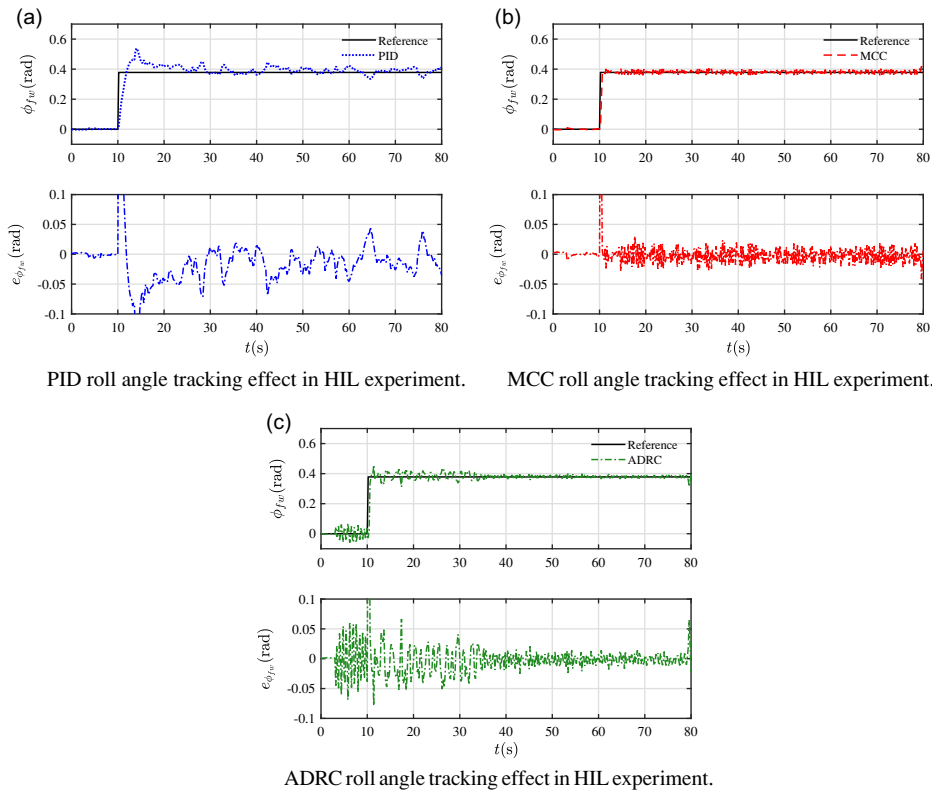 (a)
0.6
0.4
0.2
0
ϕ_fw(rad)
Reference
PID
0 10 20 30 40 50 60 70 80
0.1
0.05
0
-0.05
-0.1
e_ϕ_fw(rad)
0 10 20 30 40 50 60 70 80
t(s)
PID roll angle tracking effect in HIL experiment.
(b)
0.6
0.4
0.2
0
ϕ_fw(rad)
Reference
MCC
0 10 20 30 40 50 60 70 80
0.1
0.05
0
-0.05
-0.1
e_ϕ_fw(rad)
0 10 20 30 40 50 60 70 80
t(s)
MCC roll angle tracking effect in HIL experiment.
(c)
0.6
0.4
0.2
0
ϕ_fw(rad)
Reference
ADRC
0 10 20 30 40 50 60 70 80
0.1
0.05
0
-0.05
-0.1
e_ϕ_fw(rad)
0 10 20 30 40 50 60 70 80
t(s)
ADRC roll angle tracking effect in HIL experiment.